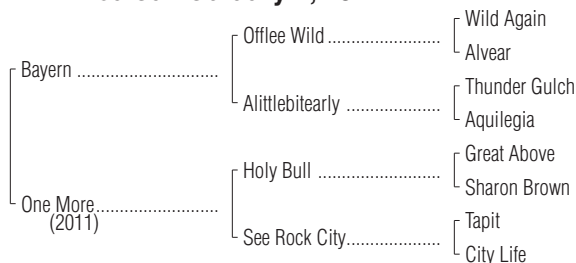 Wild Again
Offlee Wild ........................
Alvear
Bayern ..............................
Thunder Gulch
Alittlebitearly ....................
Aquilegia
Great Above
Holy Bull ..........................
Sharon Brown
One More..........................
(2011)
Tapit
See Rock City....................
City Life